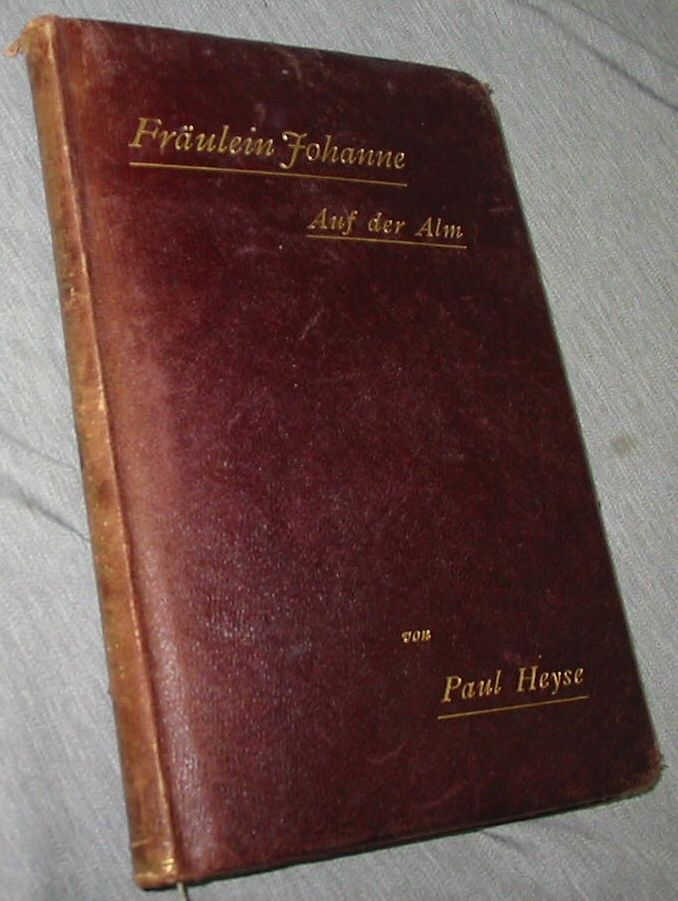 Fräulein Johanne
Auf der Alm
von
Paul Heyse